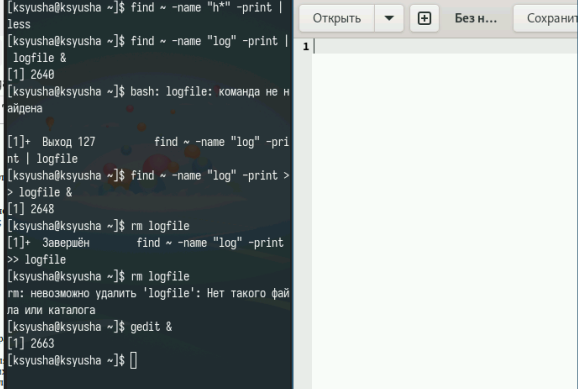 [ksyusha@ksyusha ~]$ find ~ -name "h*" -print |
less
[ksyusha@ksyusha ~]$ find ~ -name "log" -print |
logfile &
[1] 2640
[ksyusha@ksyusha ~]$ bash: logfile: команда не н
айдена
[1]+  Выход 127          find ~ -name "log" -pri
nt | logfile
[ksyusha@ksyusha ~]$ find ~ -name "log" -print >
> logfile &
[1] 2648
[ksyusha@ksyusha ~]$ rm logfile
[1]+  Завершён        find ~ -name "log" -print
>> logfile
[ksyusha@ksyusha ~]$ rm logfile
rm: невозможно удалить 'logfile': Нет такого фай
ла или каталога
[ksyusha@ksyusha ~]$ gedit &
[1] 2663
[ksyusha@ksyusha ~]$
Открыть
Без н...
Сохранит
1